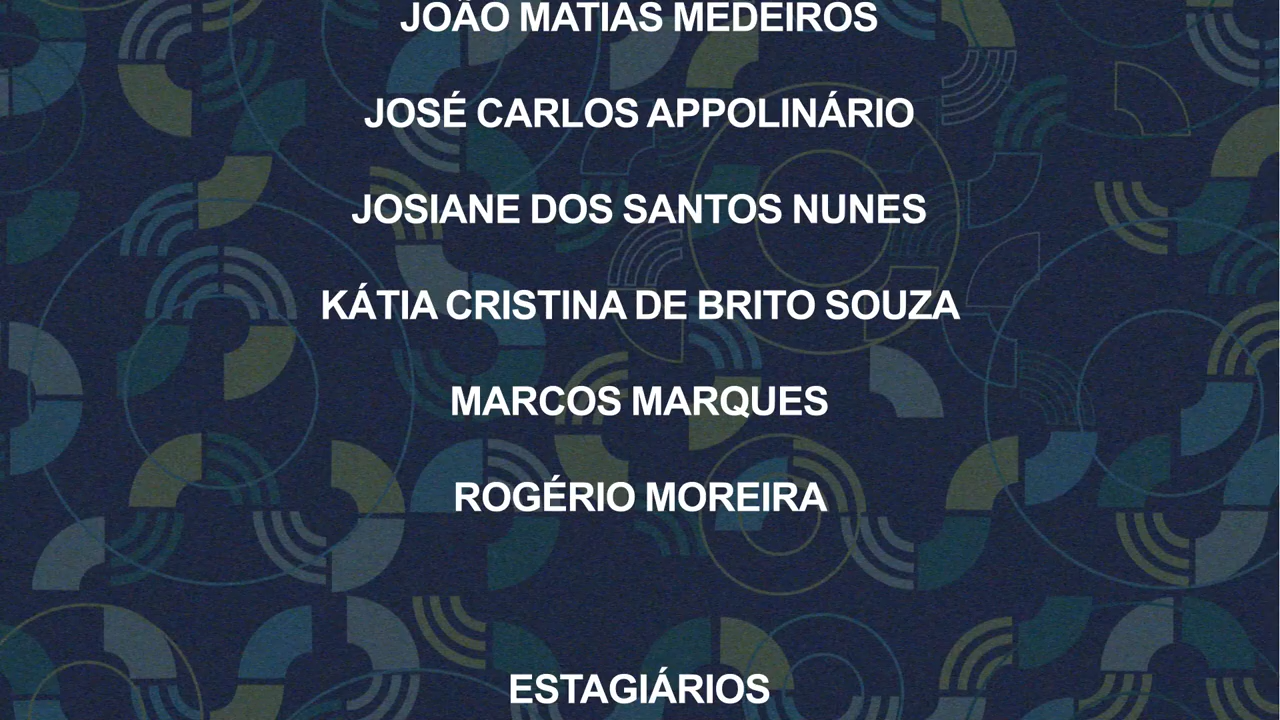 JOÃO MATIAS MEDEIROS
JOSÉ CARLOS APPOLINÁRIO
JOSIANE DOS SANTOS NUNES
KÁTIA CRISTINA DE BRITO SOUZA
MARCOS MARQUES
ROGÉRIO MOREIRA
ESTAGIÁRIOS